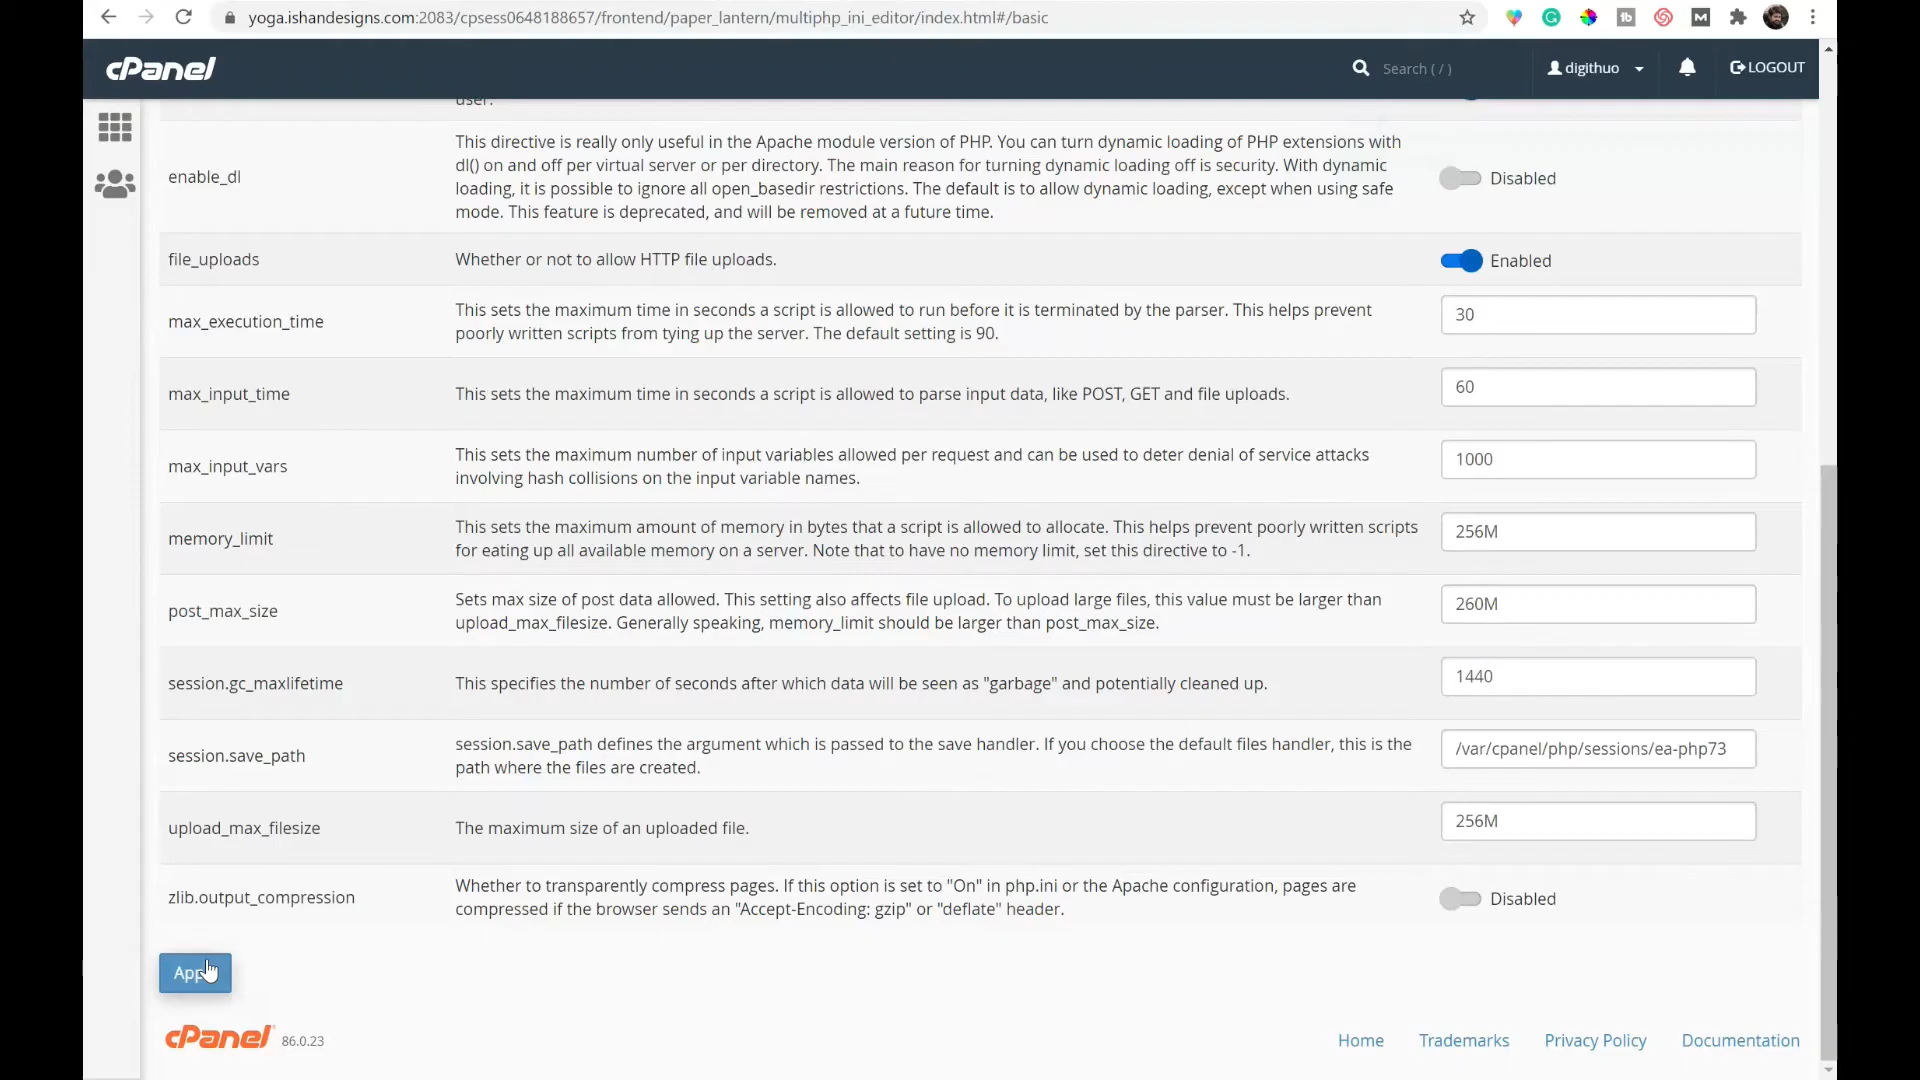 yoga.ishandesigns.com:2083/cpsess0648188657/frontend/paper_lantern/multiphp_ini_editor/index.html#/basic
cPanel
Search ( / )
digithuo
LOGOUT
user.
enable_dl
This directive is really only useful in the Apache module version of PHP. You can turn dynamic loading of PHP extensions with
dl() on and off per virtual server or per directory. The main reason for turning dynamic loading off is security. With dynamic
loading, it is possible to ignore all open_basedir restrictions. The default is to allow dynamic loading, except when using safe
mode. This feature is deprecated, and will be removed at a future time.
Disabled
file_uploads
Whether or not to allow HTTP file uploads.
Enabled
max_execution_time
This sets the maximum time in seconds a script is allowed to run before it is terminated by the parser. This helps prevent
poorly written scripts from tying up the server. The default setting is 90.
30
max_input_time
This sets the maximum time in seconds a script is allowed to parse input data, like POST, GET and file uploads.
60
max_input_vars
This sets the maximum number of input variables allowed per request and can be used to deter denial of service attacks
involving hash collisions on the input variable names.
1000
memory_limit
This sets the maximum amount of memory in bytes that a script is allowed to allocate. This helps prevent poorly written scripts
for eating up all available memory on a server. Note that to have no memory limit, set this directive to -1.
256M
post_max_size
Sets max size of post data allowed. This setting also affects file upload. To upload large files, this value must be larger than
upload_max_filesize. Generally speaking, memory_limit should be larger than post_max_size.
260M
session.gc_maxlifetime
This specifies the number of seconds after which data will be seen as "garbage" and potentially cleaned up.
1440
session.save_path
session.save_path defines the argument which is passed to the save handler. If you choose the default files handler, this is the
path where the files are created.
/var/cpanel/php/sessions/ea-php73
upload_max_filesize
The maximum size of an uploaded file.
256M
zlib.output_compression
Whether to transparently compress pages. If this option is set to "On" in php.ini or the Apache configuration, pages are
compressed if the browser sends an "Accept-Encoding: gzip" or "deflate" header.
Disabled
App
cPanel 86.0.23
Home
Trademarks
Privacy Policy
Documentation